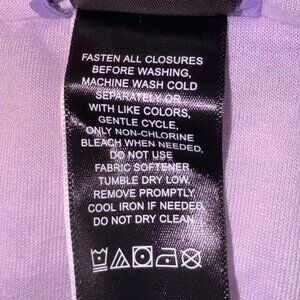 FASTEN ALL CLOSURES
BEFORE WASHING,
MACHINE WASH COLD
SEPARATELY OR
WITH LIKE COLORS,
GENTLE CYCLE,
ONLY NON-CHLORINE
BLEACH WHEN NEEDED,
DO NOT USE
FABRIC SOFTENER,
TUMBLE DRY LOW,
REMOVE PROMPTLY,
COOL IRON IF NEEDED,
DO NOT DRY CLEAN